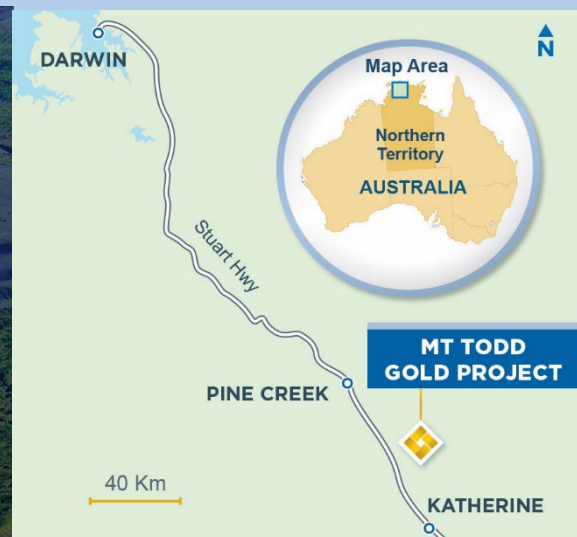 DARWIN
N
Map Area
Northern
Territory
AUSTRALIA
Stuart Hwy
MT TODD
GOLD PROJECT
PINE CREEK
40 Km
KATHERINE